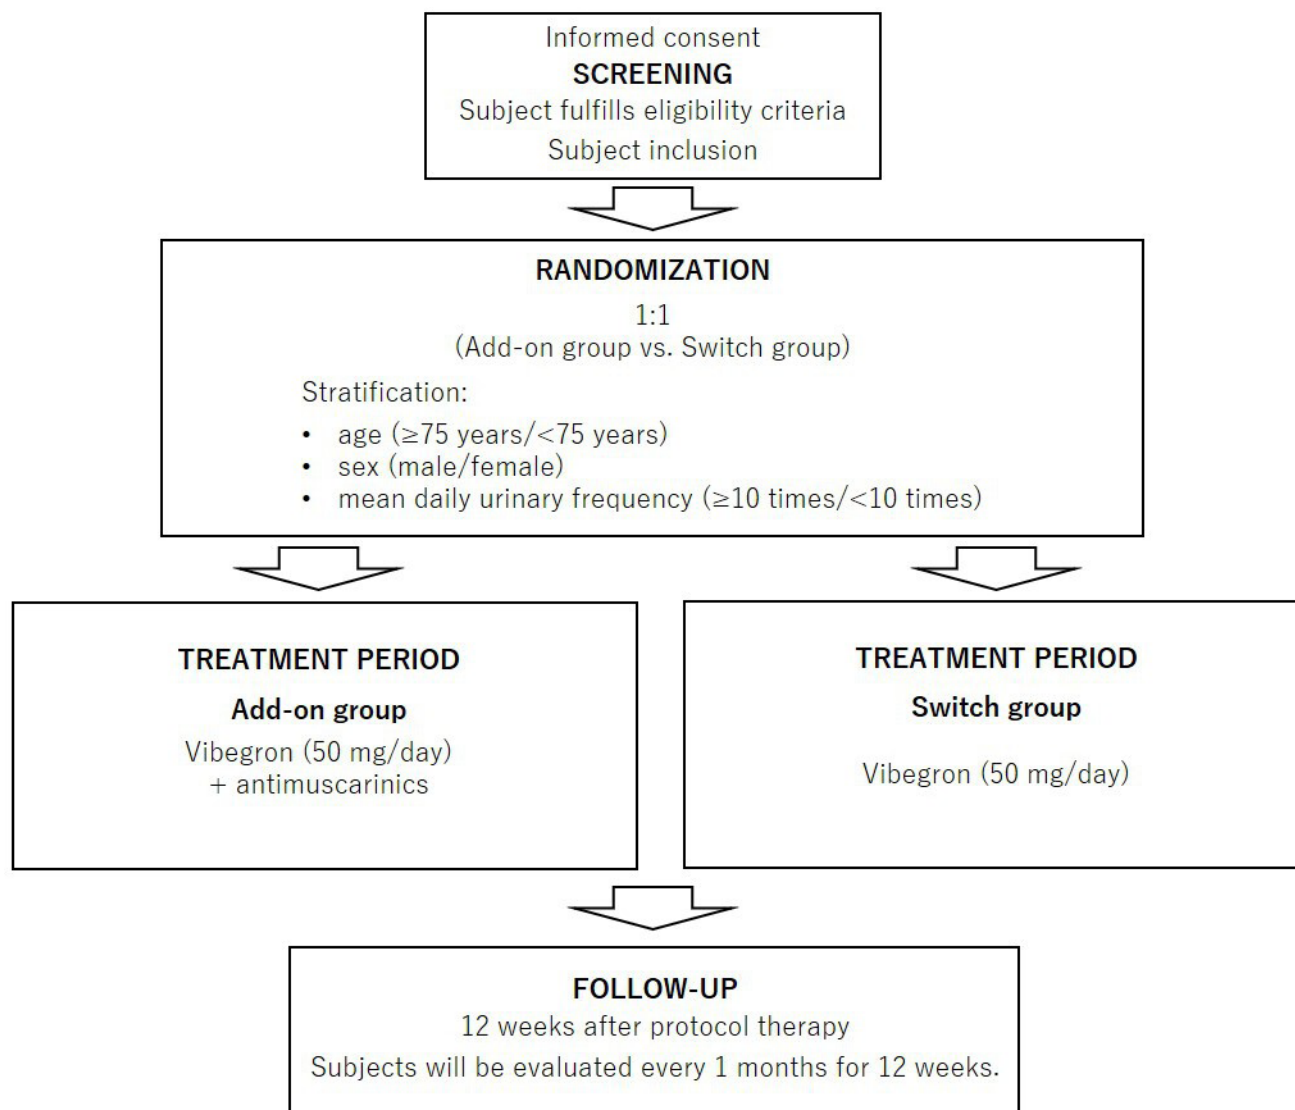 Informed consent
SCREENING
Subject fulfills eligibility criteria
Subject inclusion
RANDOMIZATION
1:1
(Add-on group vs. Switch group)
Stratification:
• age (≥75 years/<75 years)
• sex (male/female)
• mean daily urinary frequency (≥10 times/<10 times)
TREATMENT PERIOD
Add-on group
Vibegron (50 mg/day)
+ antimuscarinics
TREATMENT PERIOD
Switch group
Vibegron (50 mg/day)
FOLLOW-UP
12 weeks after protocol therapy
Subjects will be evaluated every 1 months for 12 weeks.